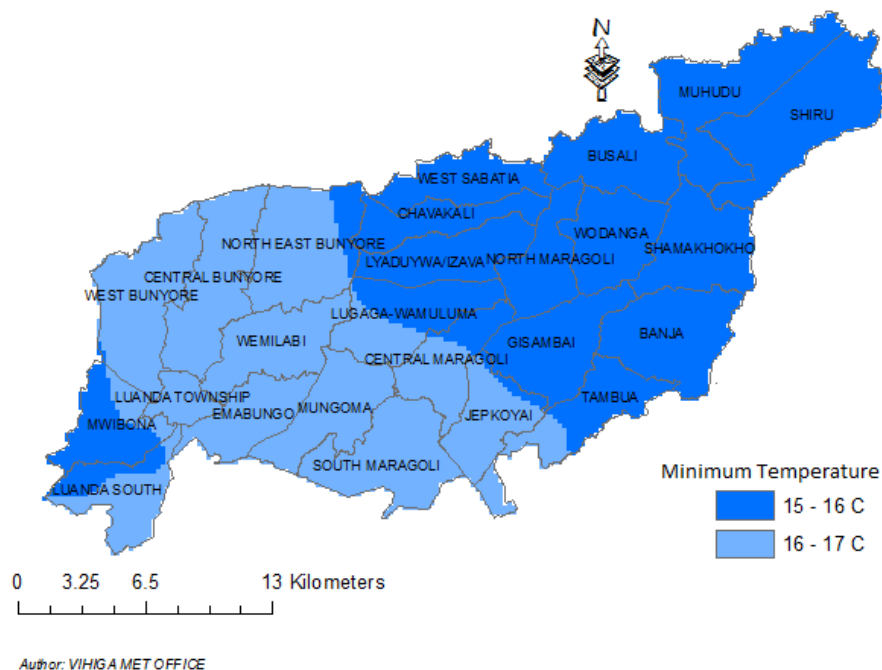 N
MUHUDU
SHIRU
BUSALI
WEST SABATIA
CHAVAKALI
WODANGA
NORTH EAST BUNYORE
SHAMAKHOKHO
LYADUYWA/IZAVA
NORTH MARAGOLI
CENTRAL BUNYORE
WEST BUNYORE
LUGAGA-WAMULUMA
BANJA
WEMILABI
GISAMBAI
CENTRAL MARAGOLI
LUANDA TOWNSHIP
TAMBUA
EMABUNGO
MUNGOMA
JEPKOYAI
MWIBONA
SOUTH MARAGOLI
LUANDA SOUTH
Minimum Temperature
15 - 16 C
16 - 17 C
0 3.25 6.5 13 Kilometers
Author: VIHIGA MET OFFICE